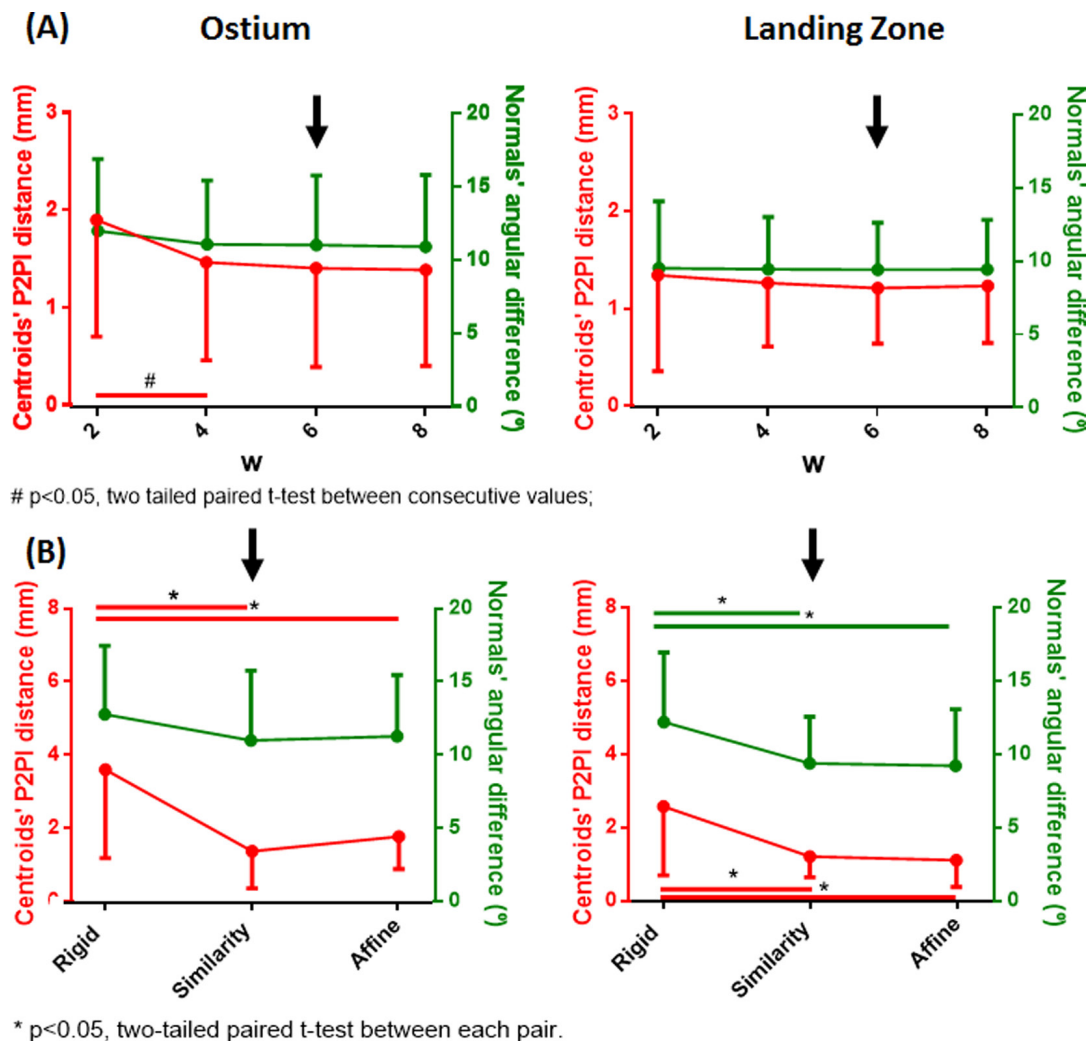 (A)
Ostium
Landing Zone
Centroids' P2Pl distance (mm)
3
2
1
0
Normals' angular difference (%)
20
15
10
5
0
#
2
4
6
8
W
Centroids' P2Pl distance (mm)
3
2
1
0
Normals' angular difference (%)
20
15
10
5
0
2
4
6
8
W
# p<0.05, two tailed paired t-test between consecutive values;
(B)
Centroids' P2Pl distance (mm)
8
6
4
2
0
Normals' angular difference (%)
20
15
10
5
0
*
*
Rigid
Similarity
Affine
Centroids' P2Pl distance (mm)
8
6
4
2
0
Normals' angular difference (%)
20
15
10
5
0
*
*
*
*
Rigid
Similarity
Affine
* p<0.05, two-tailed paired t-test between each pair.